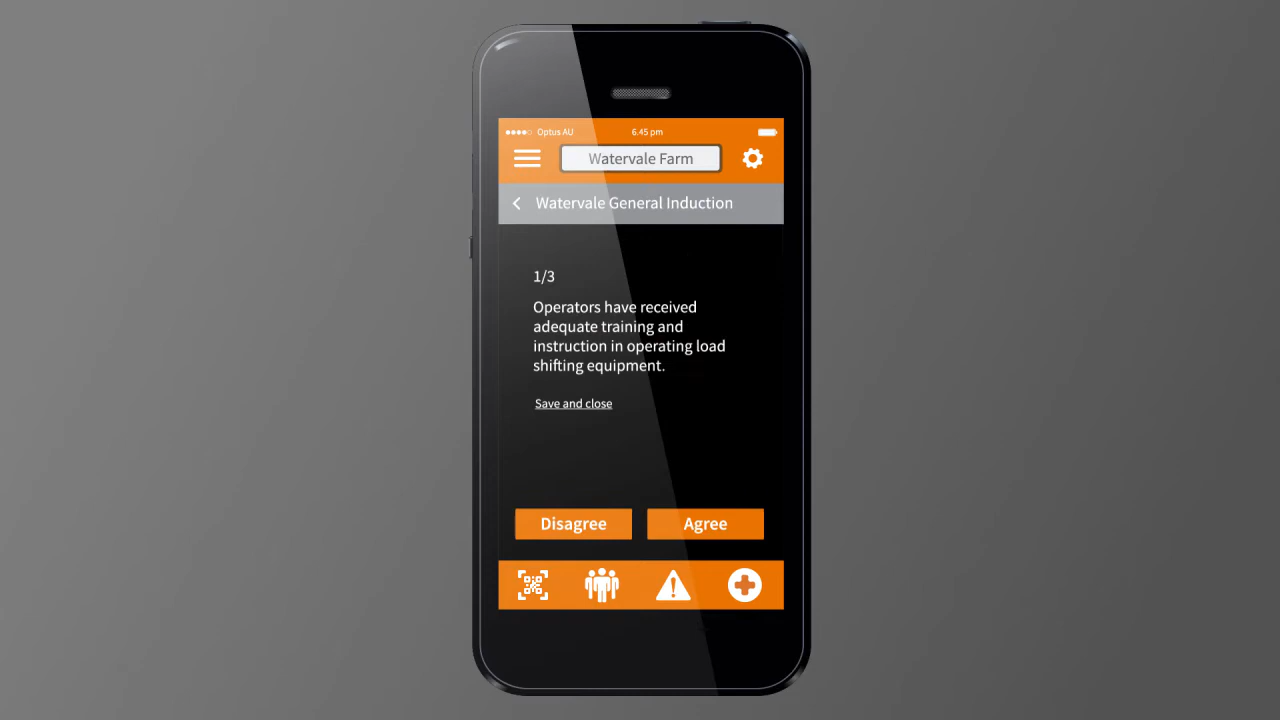 Optus AU 6.45 pm
Watervale Farm
Watervale General Induction
1/3
Operators have received
adequate training and
instruction in operating load
shifting equipment.
Save and close
Disagree Agree